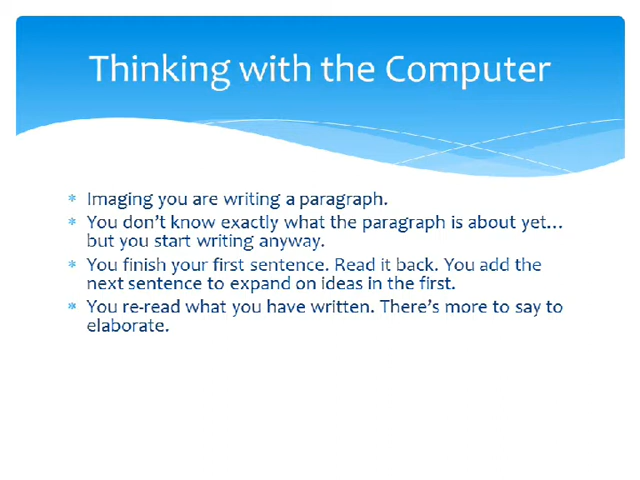 Thinking with the Computer
* Imaging you are writing a paragraph.
* You don't know exactly what the paragraph is about yet…
but you start writing anyway.
* You finish your first sentence. Read it back. You add the
next sentence to expand on ideas in the first.
* You re-read what you have written. There's more to say to
elaborate.